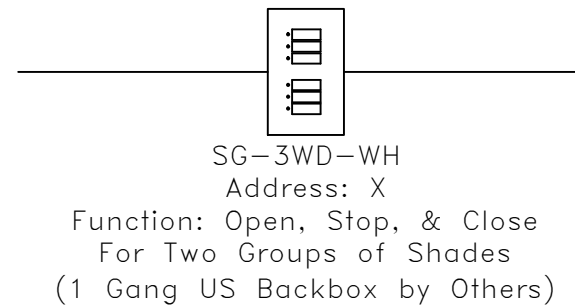 SG-3WD-WH
Address: X
Function: Open, Stop, & Close
For Two Groups of Shades
(1 Gang US Backbox by Others)